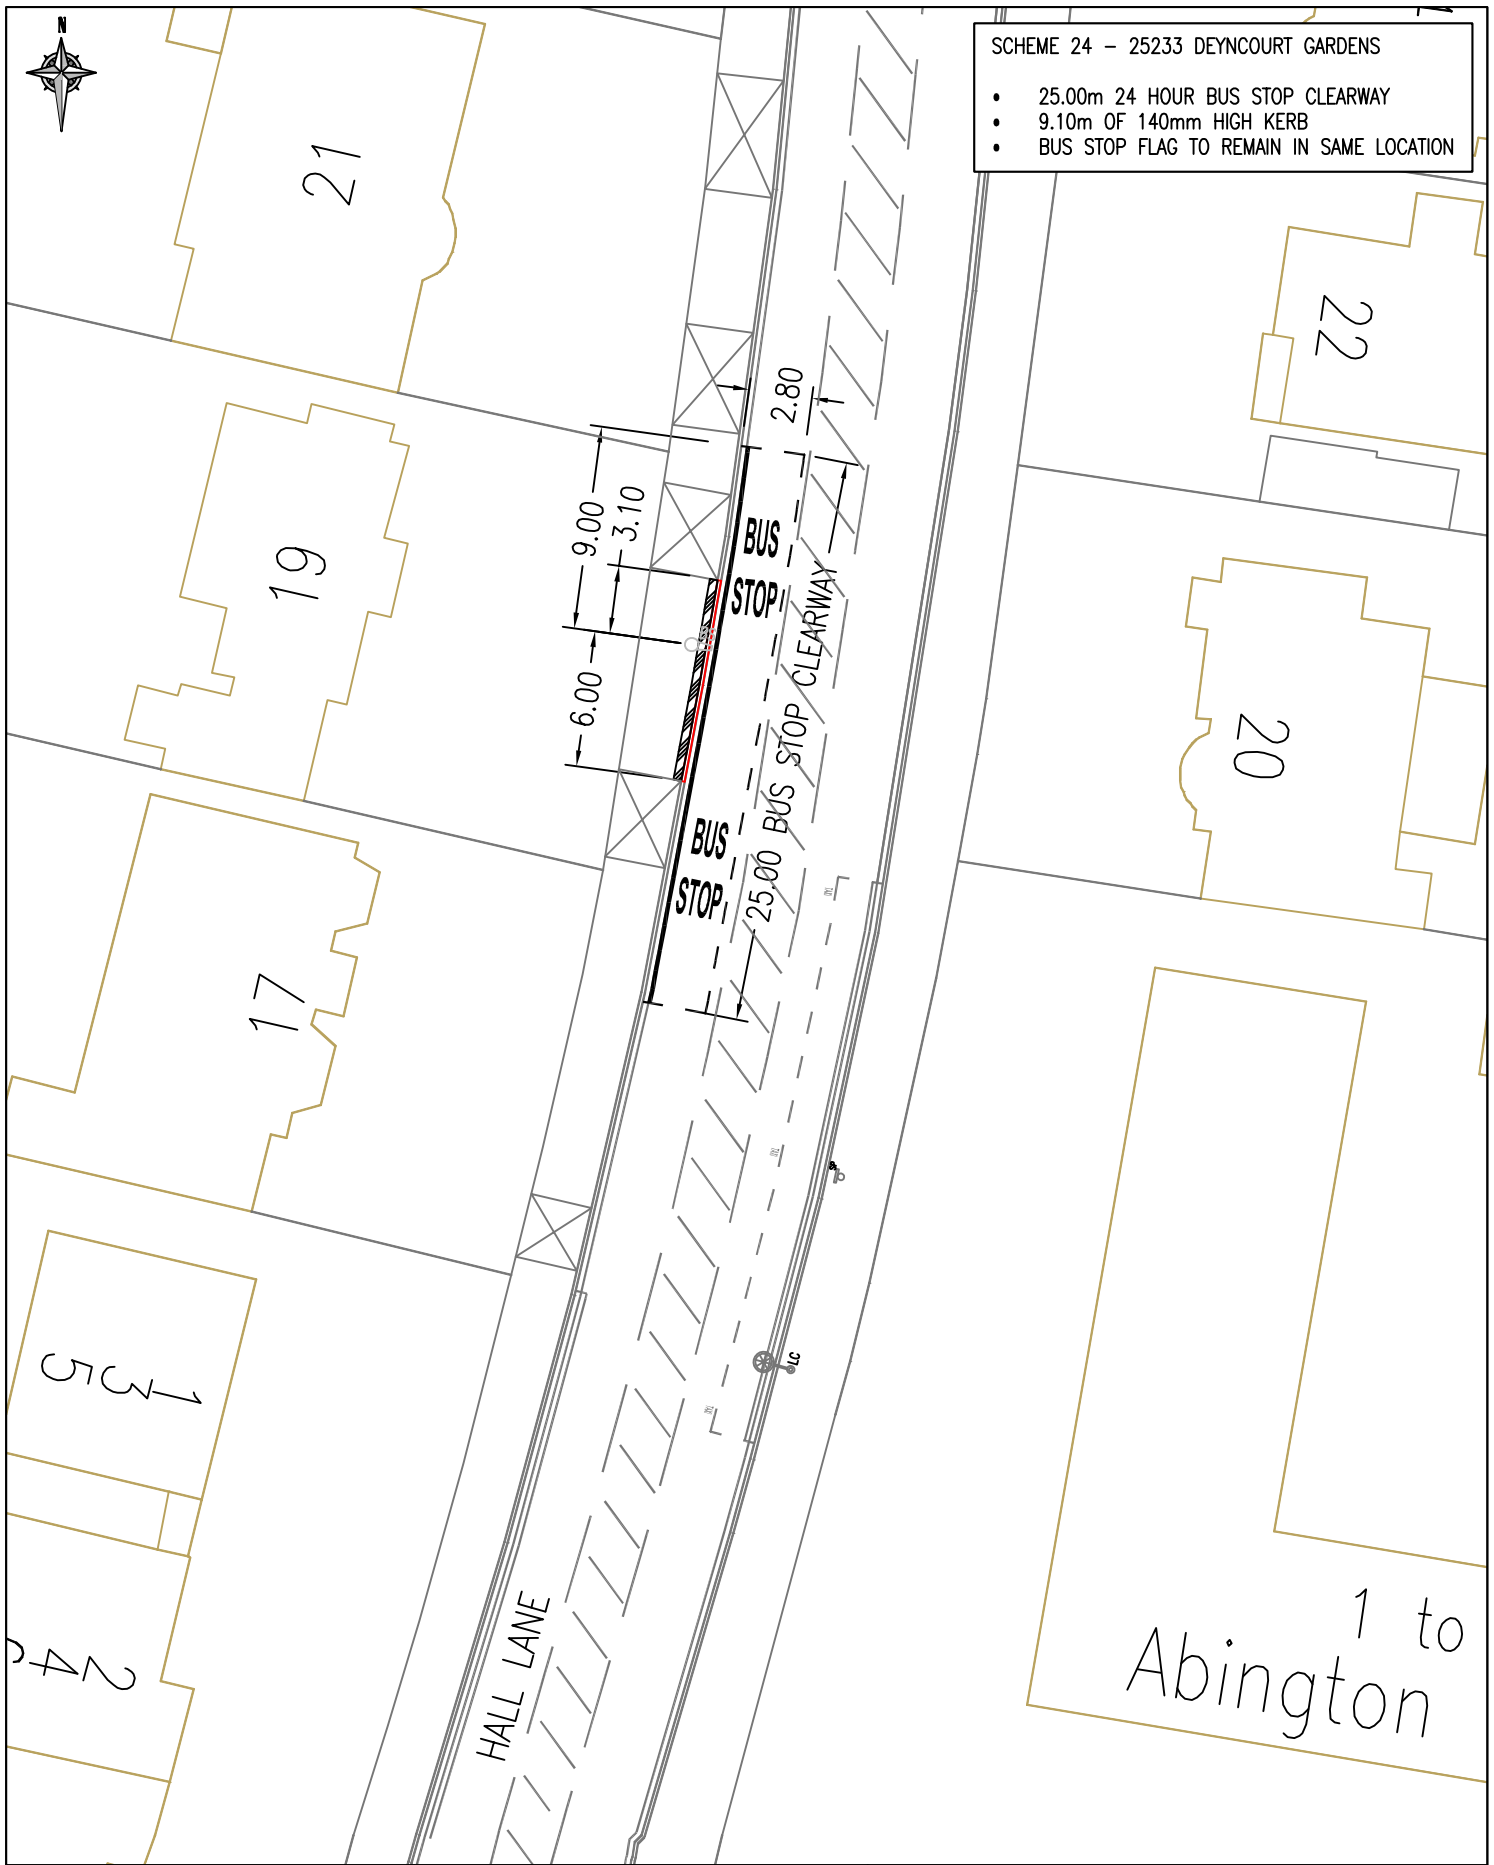 N
SCHEME 24 – 25233 DEYNCOURT GARDENS
• 25.00m 24 HOUR BUS STOP CLEARWAY
• 9.10m OF 140mm HIGH KERB
• BUS STOP FLAG TO REMAIN IN SAME LOCATION
21
22
2.80
9.00
3.10
BUS
STOP
19
6.00
25.00 BUS STOP CLEARWAY
20
BUS
STOP
17
LC
13
5
HALL LANE
2
4
1 to
Abington